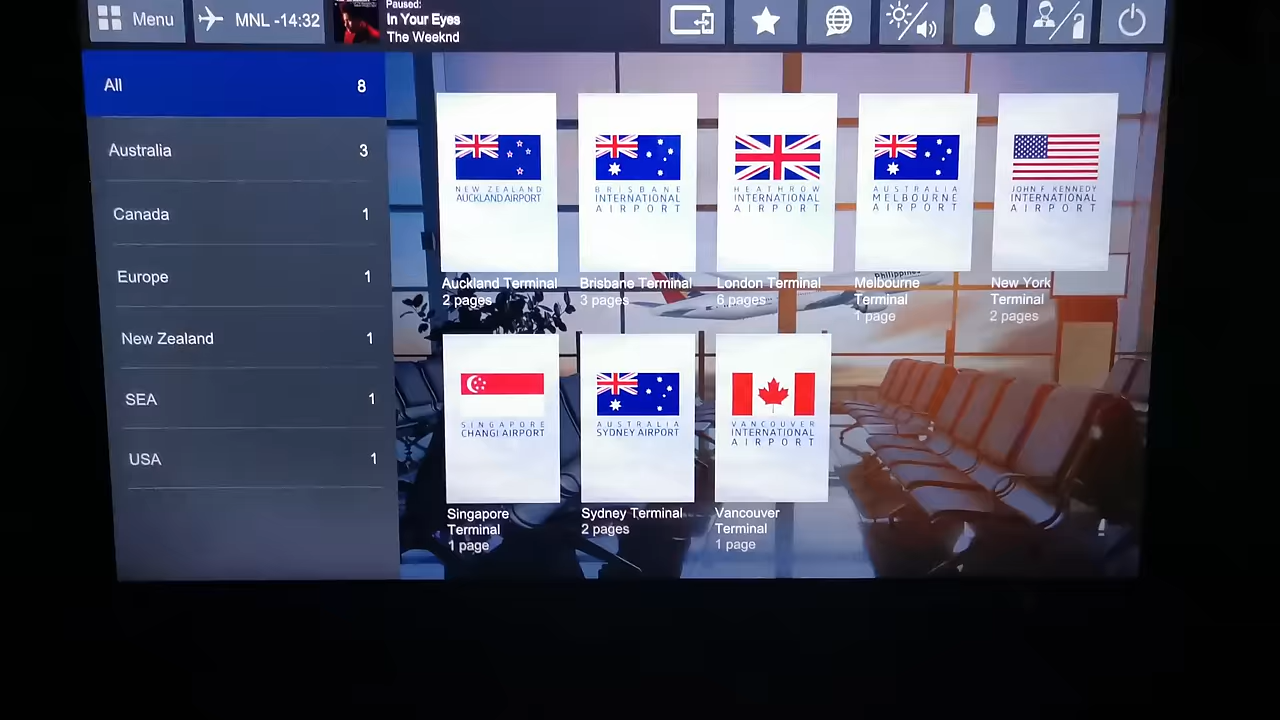 Menu
MNL -14:32
Paused:
In Your Eyes
The Weeknd
All 8
Australia 3
Canada 1
Europe 1
New Zealand 1
SEA 1
USA 1
NEW ZEALAND
AUCKLAND AIRPORT
Auckland Terminal
2 pages
BRISBANE
INTERNATIONAL
AIRPORT
Brisbane Terminal
3 pages
HEATHROW
INTERNATIONAL
AIRPORT
London Terminal
6 pages
AUSTRALIA
MELBOURNE
AIRPORT
Melbourne
Terminal
1 page
JOHN F KENNEDY
INTERNATIONAL
AIRPORT
New York
Terminal
2 pages
Philippines
SINGAPORE
CHANGI AIRPORT
Singapore
Terminal
1 page
AUSTRALIA
SYDNEY AIRPORT
Sydney Terminal
2 pages
VANCOUVER
INTERNATIONAL
AIRPORT
Vancouver
Terminal
1 page